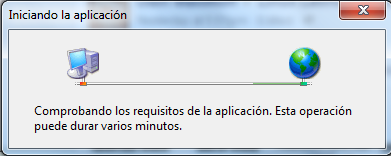 Iniciando la aplicación
Comprobando los requisitos de la aplicación. Esta operación
puede durar varios minutos.